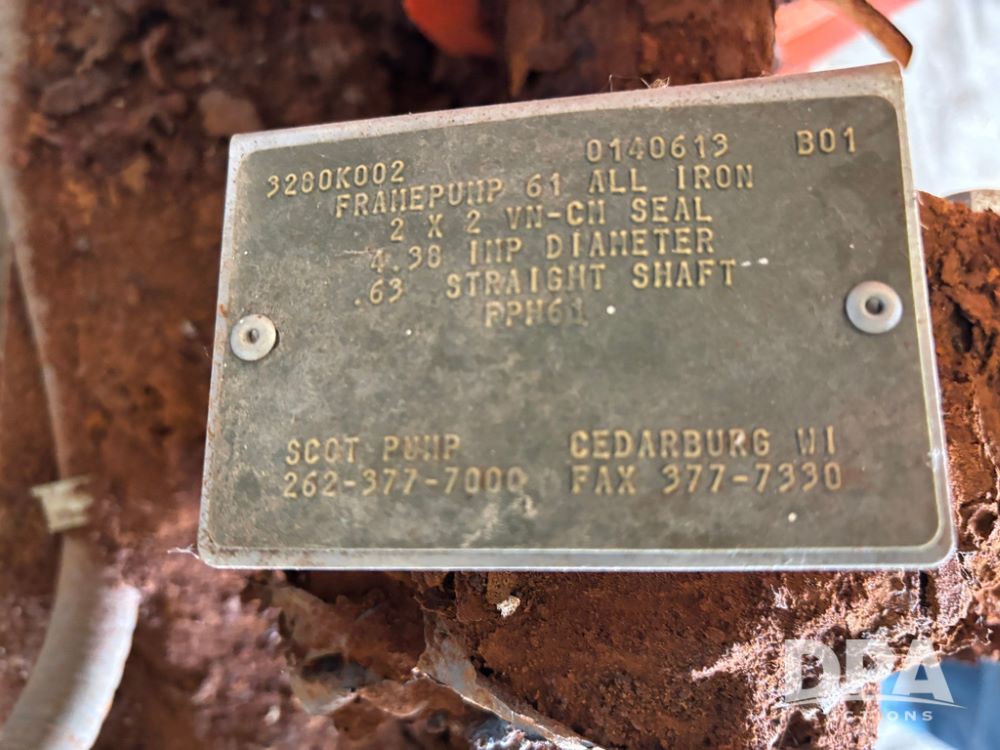 3280K002 0140613 B01
FRAMEPUMP 61 ALL IRON
2 X 2 VN-CM SEAL
4.38 IMP DIAMETER
.63 STRAIGHT SHAFT
FPH61
SCOT PUMP CEDARBURG WI
262-377-7000 FAX 377-7330
DPA
AUCTIONS